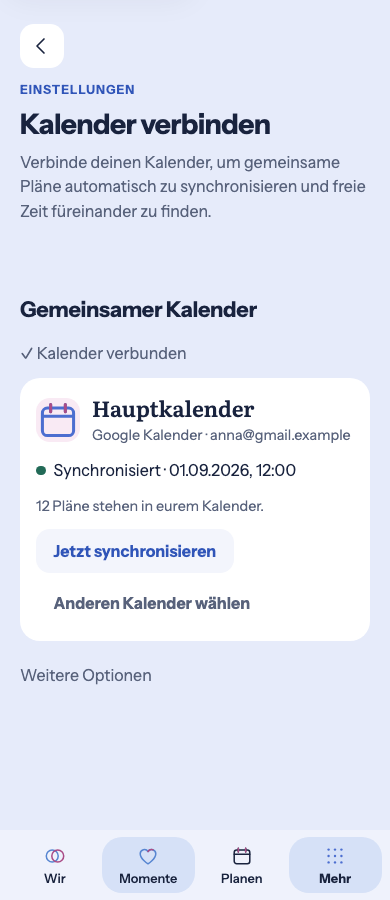 EINSTELLUNGEN
Kalender verbinden
Verbinde deinen Kalender, um gemeinsame
Pläne automatisch zu synchronisieren und freie
Zeit füreinander zu finden.
Gemeinsamer Kalender
✓ Kalender verbunden
Hauptkalender
Google Kalender · anna@gmail.example
Synchronisiert · 01.09.2026, 12:00
12 Pläne stehen in eurem Kalender.
Jetzt synchronisieren
Anderen Kalender wählen
Weitere Optionen
Wir Momente Planen Mehr